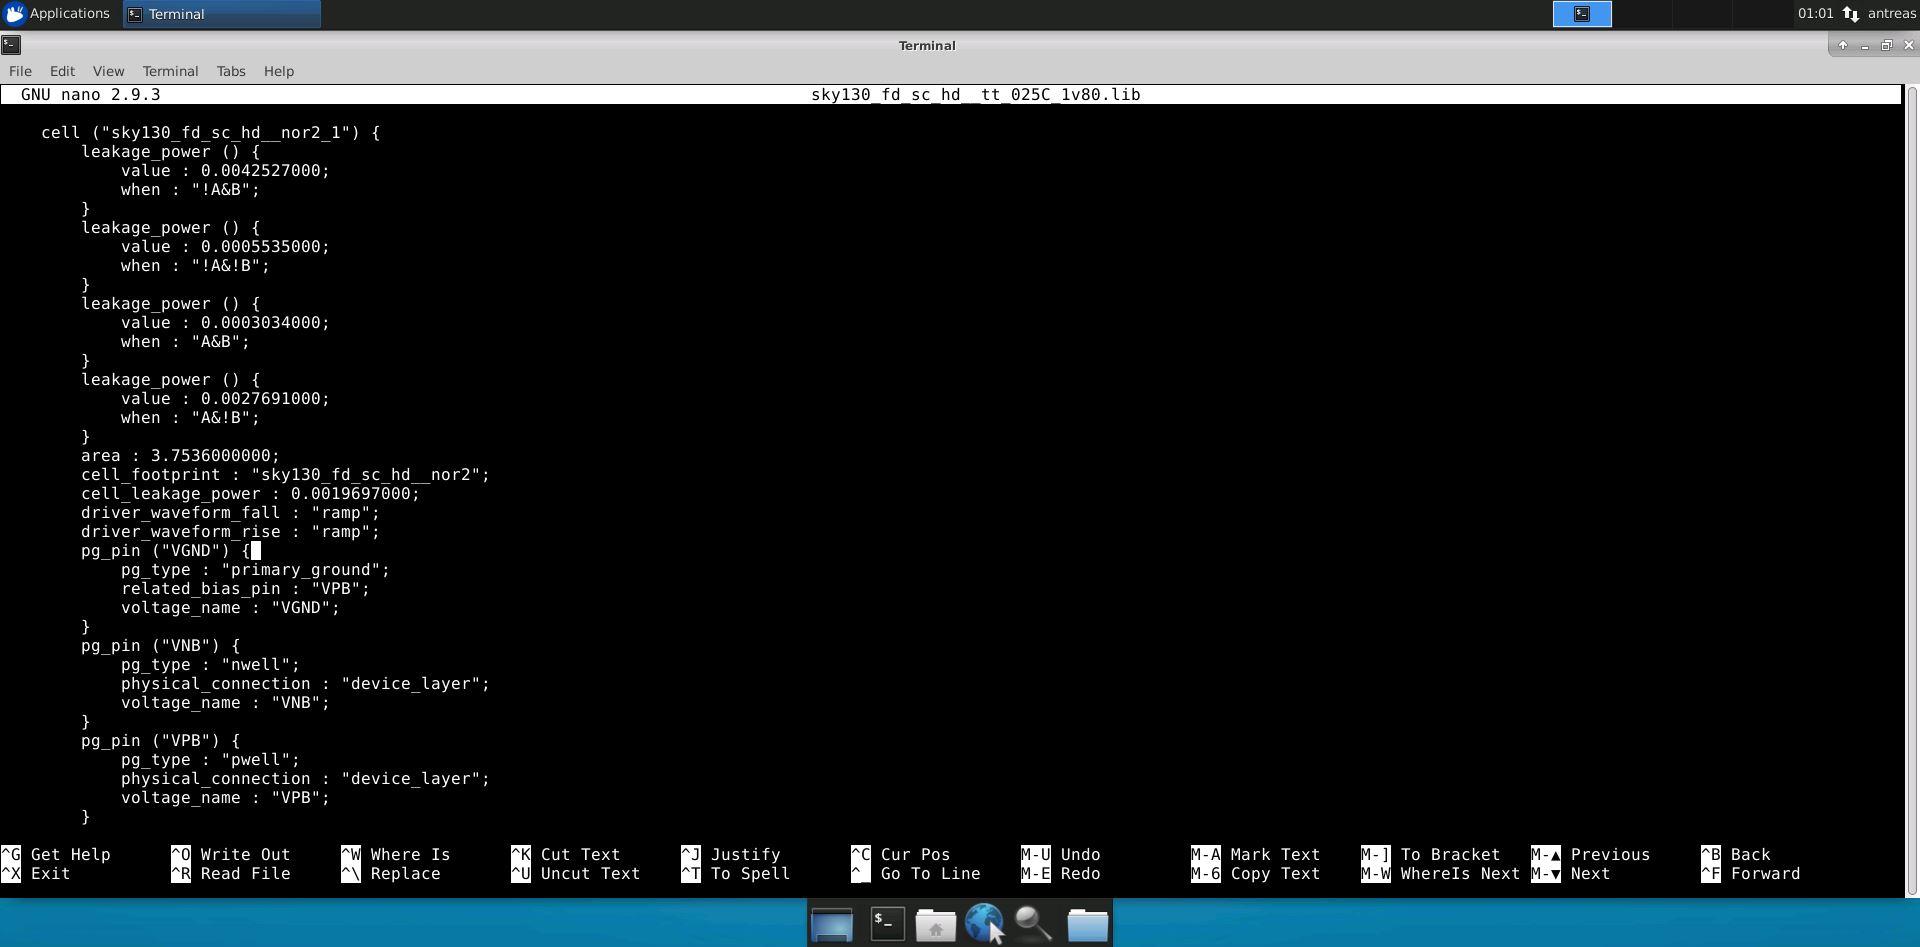 Applications   Terminal   01:01   antreas
Terminal
File   Edit   View   Terminal   Tabs   Help
GNU nano 2.9.3   sky130_fd_sc_hd__tt_025C_1v80.lib
cell ("sky130_fd_sc_hd__nor2_1") {
leakage_power () {
value : 0.0042527000;
when : "!A&B";
}
leakage_power () {
value : 0.0005535000;
when : "!A&!B";
}
leakage_power () {
value : 0.0003034000;
when : "A&B";
}
leakage_power () {
value : 0.0027691000;
when : "A&!B";
}
area : 3.7536000000;
cell_footprint : "sky130_fd_sc_hd__nor2";
cell_leakage_power : 0.0019697000;
driver_waveform_fall : "ramp";
driver_waveform_rise : "ramp";
pg_pin ("VGND") {
pg_type : "primary_ground";
related_bias_pin : "VPB";
voltage_name : "VGND";
}
pg_pin ("VNB") {
pg_type : "nwell";
physical_connection : "device_layer";
voltage_name : "VNB";
}
pg_pin ("VPB") {
pg_type : "pwell";
physical_connection : "device_layer";
voltage_name : "VPB";
}
^G Get Help   ^O Write Out   ^W Where Is   ^K Cut Text   ^J Justify   ^C Cur Pos   M-U Undo   M-A Mark Text   M-] To Bracket   M-▲ Previous   ^B Back
^X Exit   ^R Read File   ^\ Replace   ^U Uncut Text   ^T To Spell   ^_ Go To Line   M-E Redo   M-6 Copy Text   M-W WhereIs Next   M-▼ Next   ^F Forward